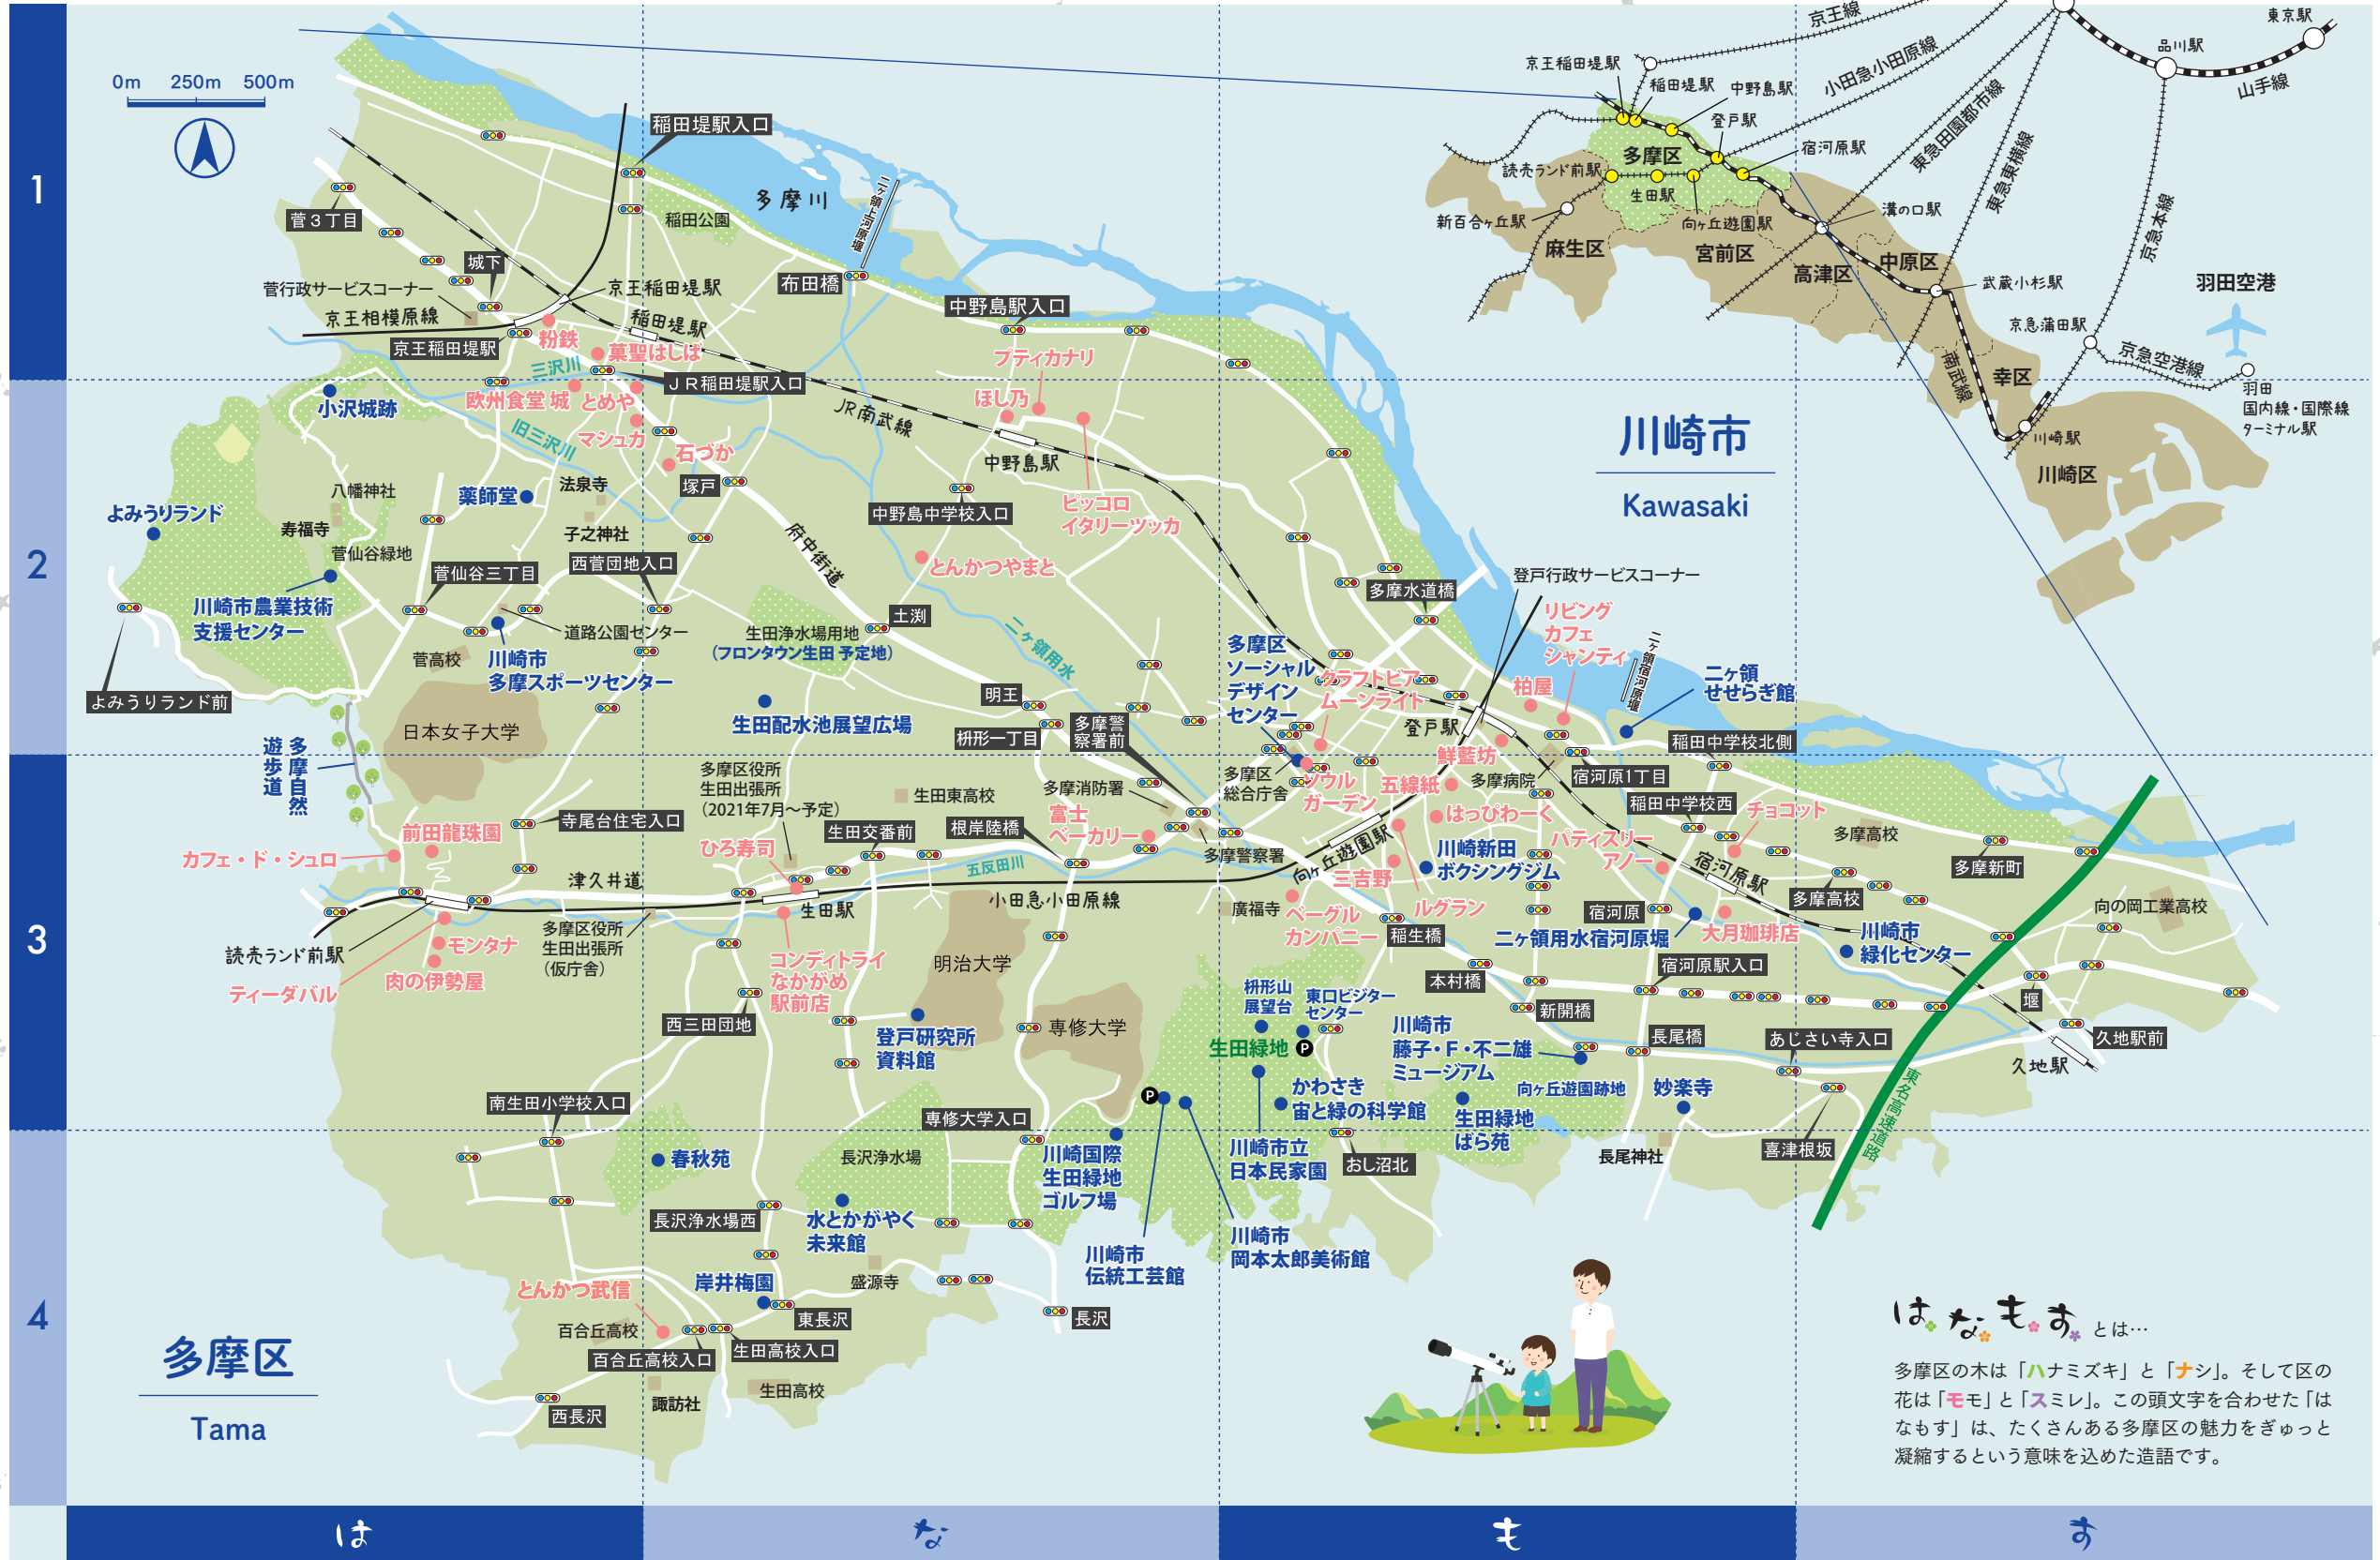 0m 250m 500m
1
2
3
4
は
な
も
す
多摩区
Tama
川崎市
Kawasaki
京王線
小田急小田原線
東急田園都市線
東急東横線
京急本線
京急空港線
南武線
山手線
東京駅
品川駅
京王稲田堤駅
稲田堤駅
中野島駅
登戸駅
宿河原駅
読売ランド前駅
生田駅
向ヶ丘遊園駅
新百合ヶ丘駅
溝の口駅
武蔵小杉駅
京急蒲田駅
川崎駅
多摩区
麻生区
宮前区
高津区
中原区
幸区
川崎区
羽田空港
羽田
国内線・国際線
ターミナル駅
稲田堤駅入口
多摩川
二ヶ領上河原堰
稲田公園
菅3丁目
城下
菅行政サービスコーナー
京王稲田堤駅
京王相模原線
稲田堤駅
布田橋
中野島駅入口
京王稲田堤駅
粉鉄
菓聖はしば
三沢川
JR稲田堤駅入口
プティカナリ
小沢城跡
欧州食堂 城
とめや
ほし乃
JR南武線
マシュカ
旧三沢川
石づか
中野島駅
八幡神社
薬師堂
法泉寺
塚戸
中野島中学校入口
ピッコロ
イタリーツッカ
よみうりランド
寿福寺
子之神社
府中街道
菅仙谷緑地
菅仙谷三丁目
西菅団地入口
とんかつやまと
多摩水道橋
登戸行政サービスコーナー
川崎市農業技術
支援センター
道路公園センター
生田浄水場用地
(フロンタウン生田 予定地)
土渕
二ヶ領用水
リビング
カフェ
シャンティ
二ヶ領宿河原堰
菅高校
川崎市
多摩スポーツセンター
多摩区
ソーシャル
デザイン
センター
クラフトビア
ムーンライト
柏屋
二ヶ領
せせらぎ館
よみうりランド前
明王
日本女子大学
生田配水池展望広場
枡形一丁目
多摩警
察署前
登戸駅
稲田中学校北側
多摩自然
遊歩道
多摩区役所
生田出張所
(2021年7月〜予定)
生田東高校
多摩消防署
多摩区
総合庁舎
ソウル
ガーデン
鮮藍坊
五線紙
多摩病院
宿河原1丁目
稲田中学校西
チョコット
寺尾台住宅入口
前田龍珠園
カフェ・ド・シュロ
ひろ寿司
生田交番前
根岸陸橋
富士
ベーカリー
多摩警察署
向ヶ丘遊園駅
はっぴわーく
川崎新田
ボクシングジム
パティスリー
アノー
宿河原駅
多摩高校
多摩新町
津久井道
五反田川
小田急小田原線
三吉野
多摩高校
生田駅
廣福寺
ベーグル
カンパニー
ルグラン
稲生橋
宿河原
二ヶ領用水宿河原堀
大月珈琲店
川崎市
緑化センター
向の岡工業高校
読売ランド前駅
モンタナ
肉の伊勢屋
ティーダバル
多摩区役所
生田出張所
(仮庁舎)
コンディトライ
なかがめ
駅前店
明治大学
本村橋
宿河原駅入口
枡形山
展望台
東口ビジター
センター
新開橋
堰
西三田団地
登戸研究所
資料館
専修大学
生田緑地
P
川崎市
藤子・F・不二雄
ミュージアム
長尾橋
あじさい寺入口
久地駅前
久地駅
南生田小学校入口
専修大学入口
P
かわさき
宙と緑の科学館
向ヶ丘遊園跡地
生田緑地
ばら苑
妙楽寺
東名高速道路
春秋苑
長沢浄水場
川崎国際
生田緑地
ゴルフ場
川崎市立
日本民家園
おし沼北
長尾神社
喜津根坂
長沢浄水場西
水とかがやく
未来館
川崎市
伝統工芸館
川崎市
岡本太郎美術館
とんかつ武信
岸井梅園
盛源寺
東長沢
長沢
百合丘高校
百合丘高校入口
生田高校入口
生田高校
諏訪社
西長沢
はなもす とは…
多摩区の木は「ハナミズキ」と「ナシ」。そして区の
花は「モモ」と「スミレ」。この頭文字を合わせた「は
なもす」は、たくさんある多摩区の魅力をぎゅっと
凝縮するという意味を込めた造語です。